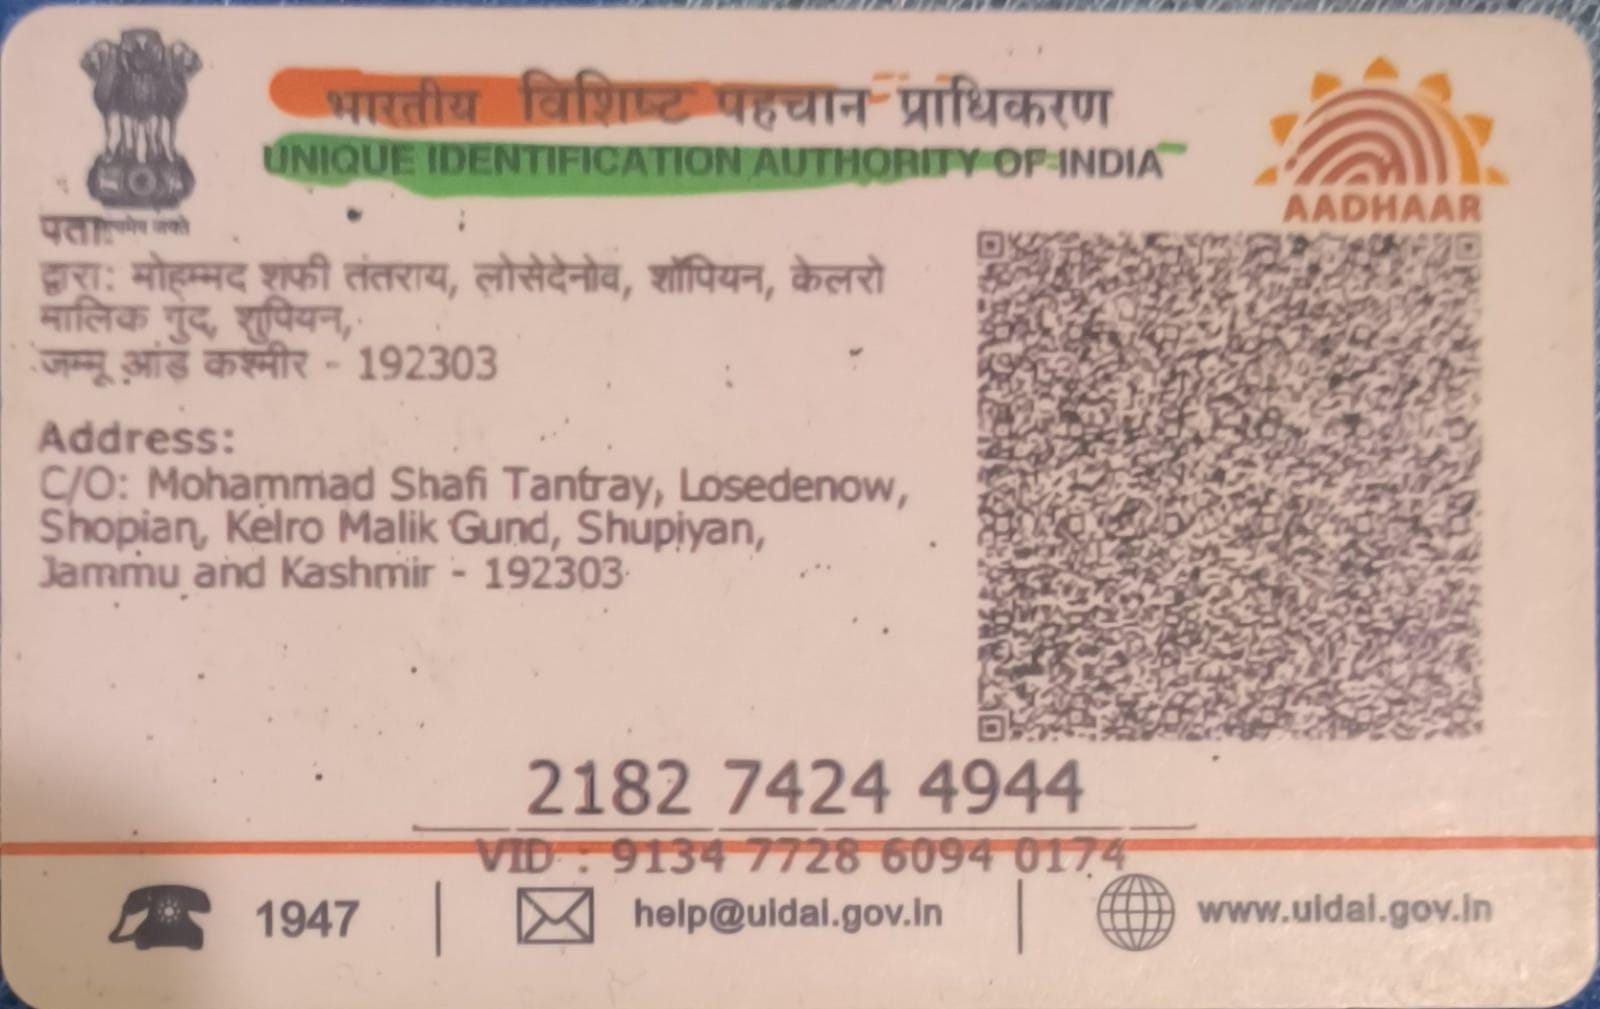 भारतीय विशिष्ट पहचान प्राधिकरण
UNIQUE IDENTIFICATION AUTHORITY OF INDIA
AADHAAR
पता:
द्वारा: मोहम्मद शफी तंतराय, लोसेदेनोव, शॉपियन, केलरो
मालिक गुंद, शुपियन,
जम्मू आंड कश्मीर - 192303
Address:
C/O: Mohammad Shafi Tantray, Losedenow,
Shopian, Kelro Malik Gund, Shupiyan,
Jammu and Kashmir - 192303
2182 7424 4944
VID : 9134 7728 6094 0174
1947
help@uidai.gov.in
www.uidai.gov.in